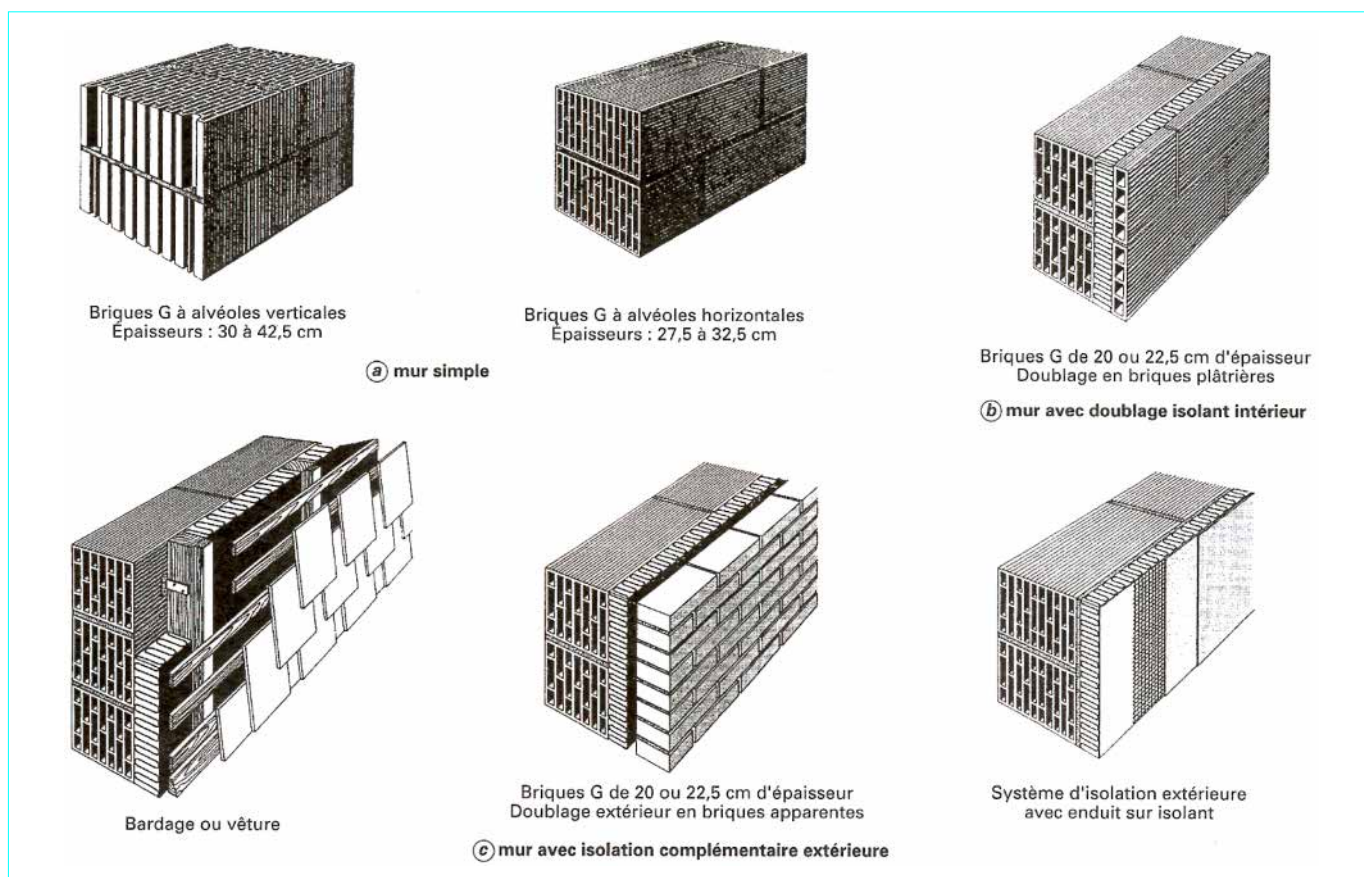 Briques G à alvéoles verticales
Épaisseurs : 30 à 42,5 cm
Briques G à alvéoles horizontales
Épaisseurs : 27,5 à 32,5 cm
a mur simple
Briques G de 20 ou 22,5 cm d'épaisseur
Doublage en briques plâtrières
b mur avec doublage isolant intérieur
Bardage ou vêture
Briques G de 20 ou 22,5 cm d'épaisseur
Doublage extérieur en briques apparentes
Système d'isolation extérieure
avec enduit sur isolant
c mur avec isolation complémentaire extérieure